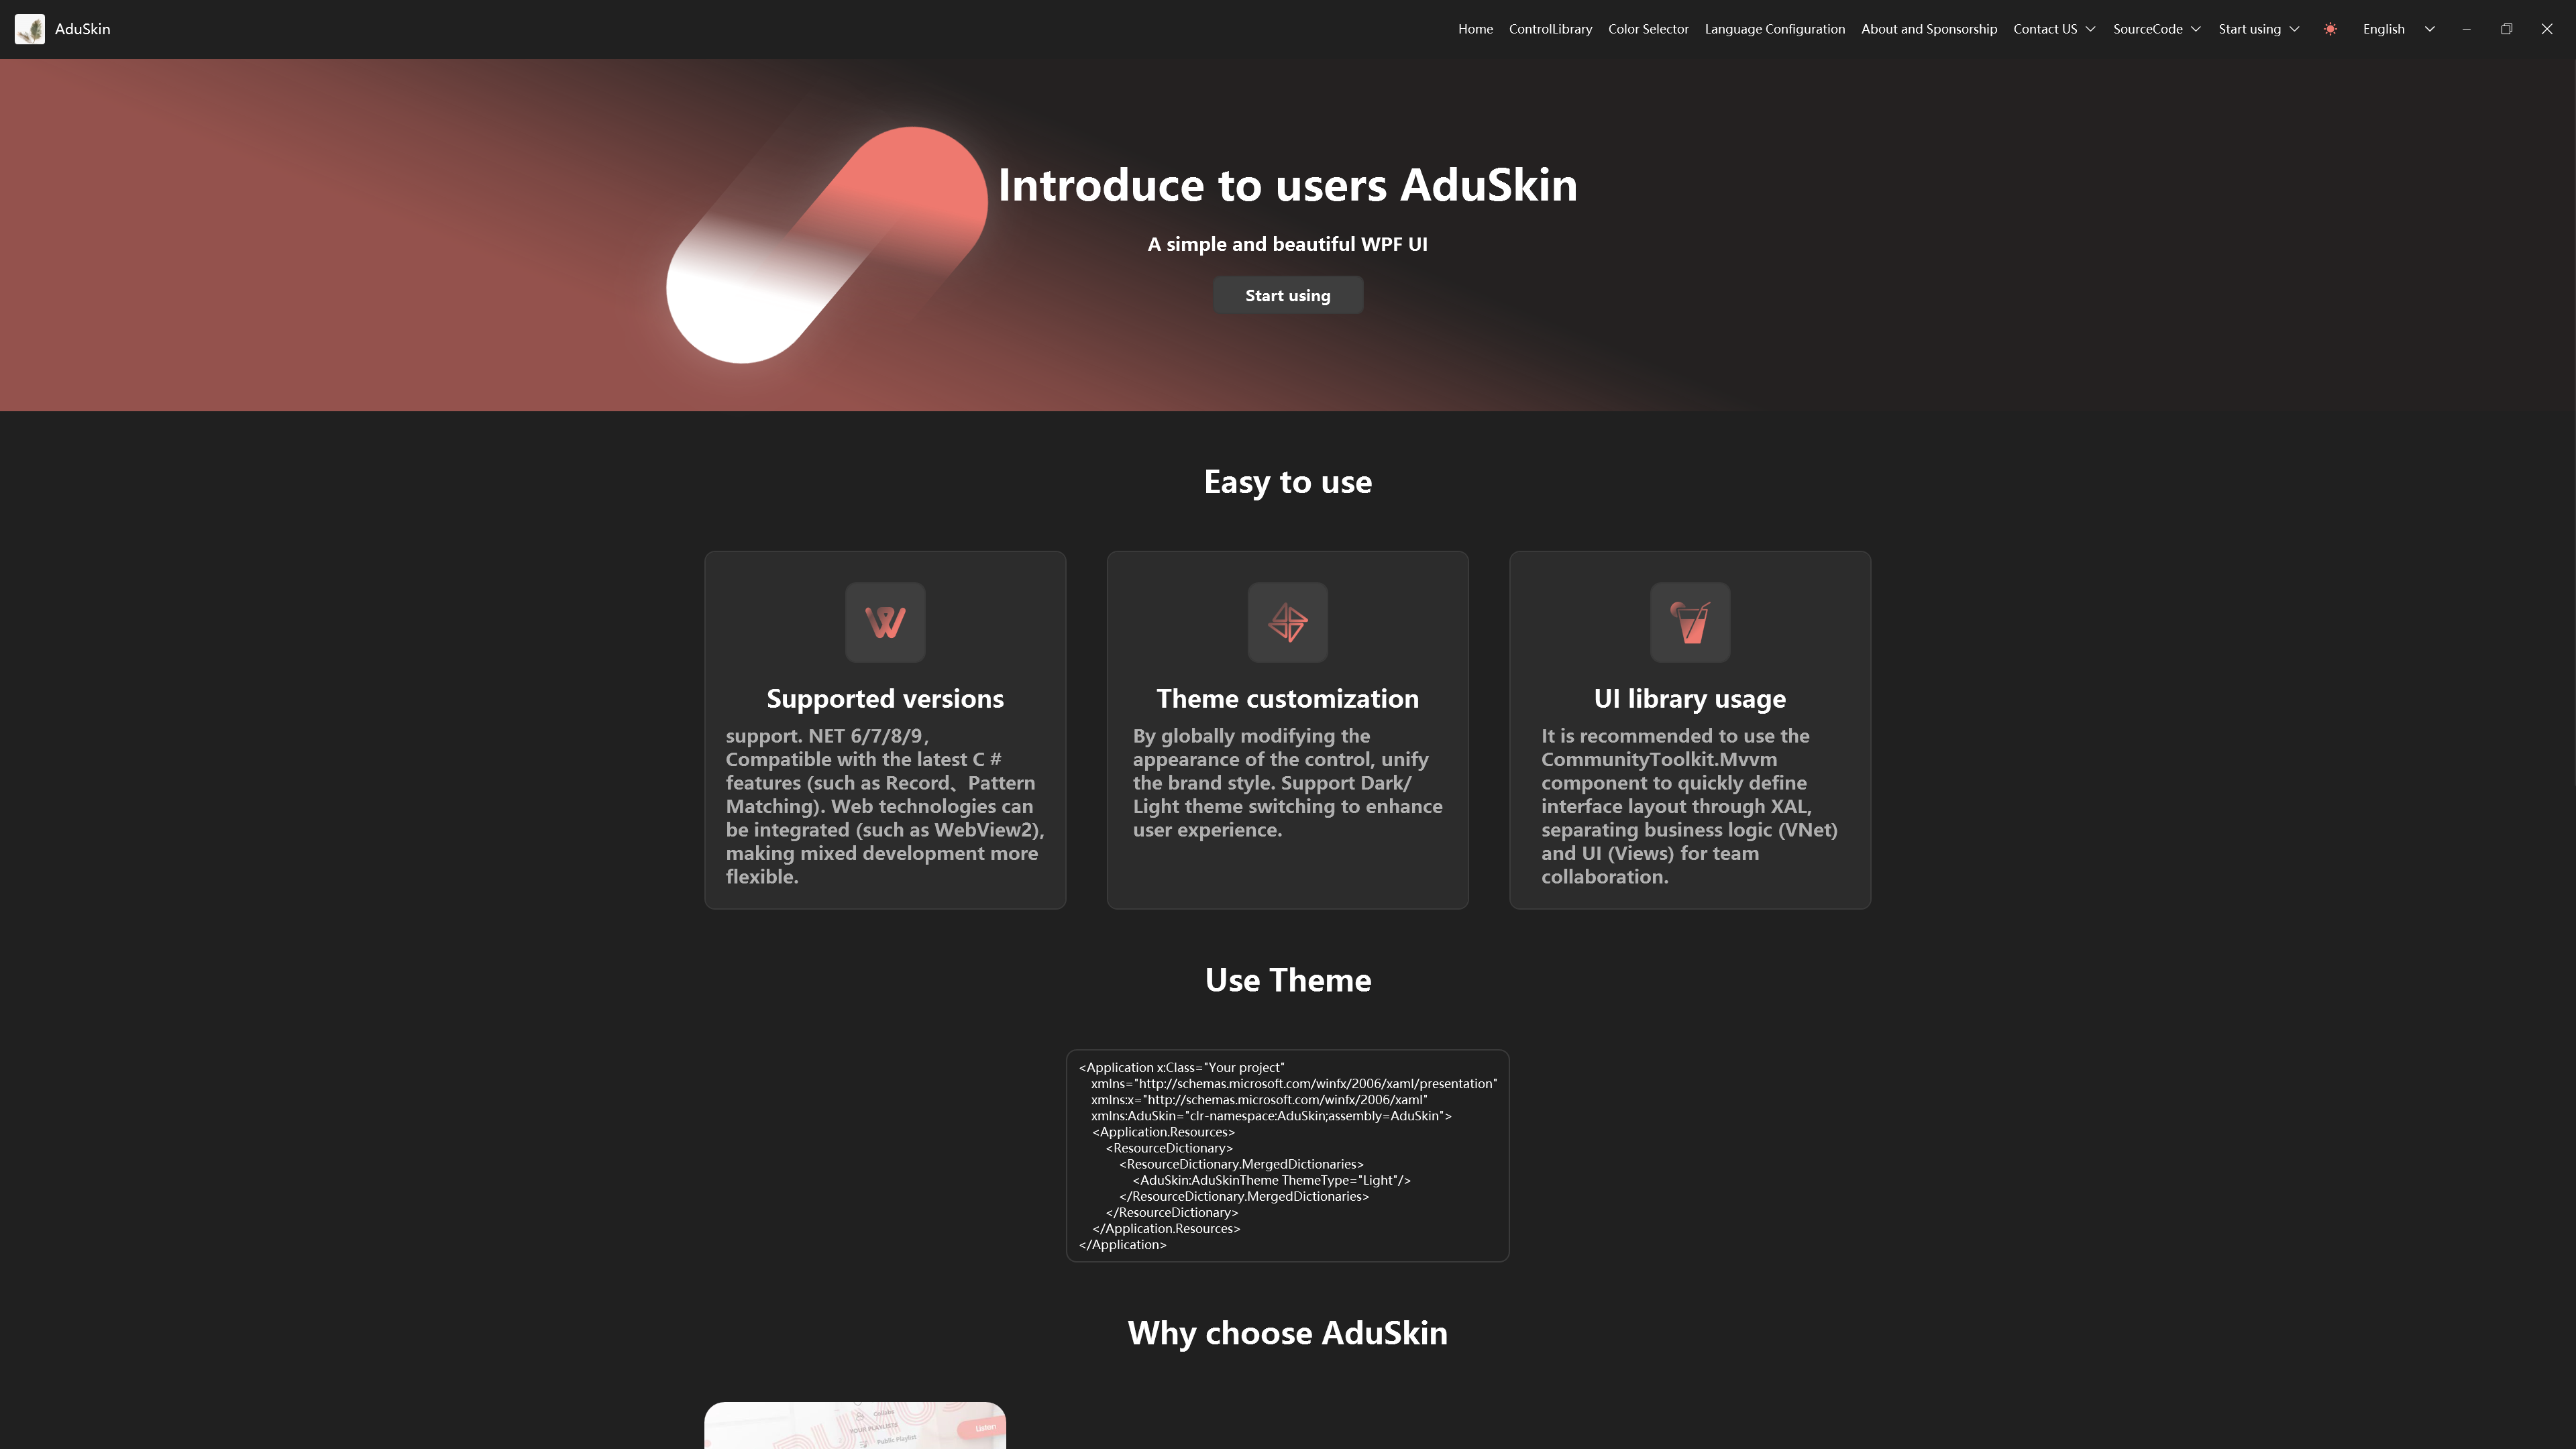 AduSkin
Home ControlLibrary Color Selector Language Configuration About and Sponsorship Contact US SourceCode Start using English
Introduce to users AduSkin
A simple and beautiful WPF UI
Start using
Easy to use
Supported versions
support. NET 6/7/8/9，
Compatible with the latest C #
features (such as Record、Pattern
Matching). Web technologies can
be integrated (such as WebView2),
making mixed development more
flexible.
Theme customization
By globally modifying the
appearance of the control, unify
the brand style. Support Dark/
Light theme switching to enhance
user experience.
UI library usage
It is recommended to use the
CommunityToolkit.Mvvm
component to quickly define
interface layout through XAL,
separating business logic (VNet)
and UI (Views) for team
collaboration.
Use Theme
<Application x:Class="Your project"
    xmlns="http://schemas.microsoft.com/winfx/2006/xaml/presentation"
    xmlns:x="http://schemas.microsoft.com/winfx/2006/xaml"
    xmlns:AduSkin="clr-namespace:AduSkin;assembly=AduSkin">
    <Application.Resources>
        <ResourceDictionary>
            <ResourceDictionary.MergedDictionaries>
                <AduSkin:AduSkinTheme ThemeType="Light"/>
            </ResourceDictionary.MergedDictionaries>
        </ResourceDictionary>
    </Application.Resources>
</Application>
Why choose AduSkin
YOUR PLAYLISTS
Public Playlist
Listen